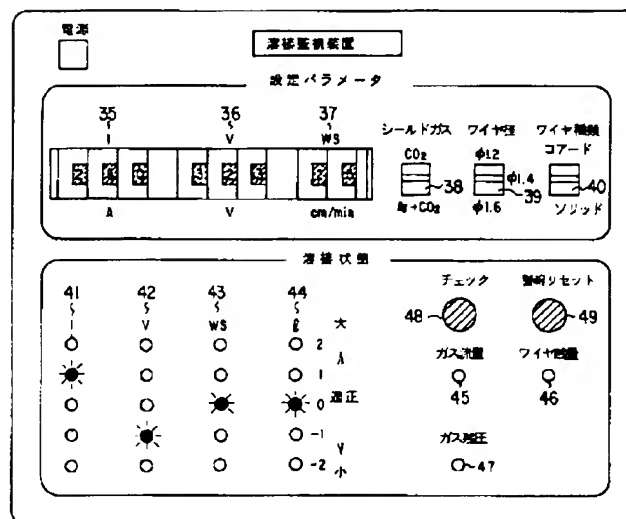 電源
溶接監視装置
設定パラメータ
35 36 37
I V WS
A V cm/min
シールドガス ワイヤ径 ワイヤ種類
コアード
CO2 φ1.2
38 φ1.4 39 40
Ar+CO2 φ1.6 ソリッド
溶接状態
41 42 43 44
I V WS ℓ 大
2
1
適正 0
-1
-2 小
チェック 警報リセット
48 49
ガス流量 ワイヤ残量
45 46
ガス残圧
47